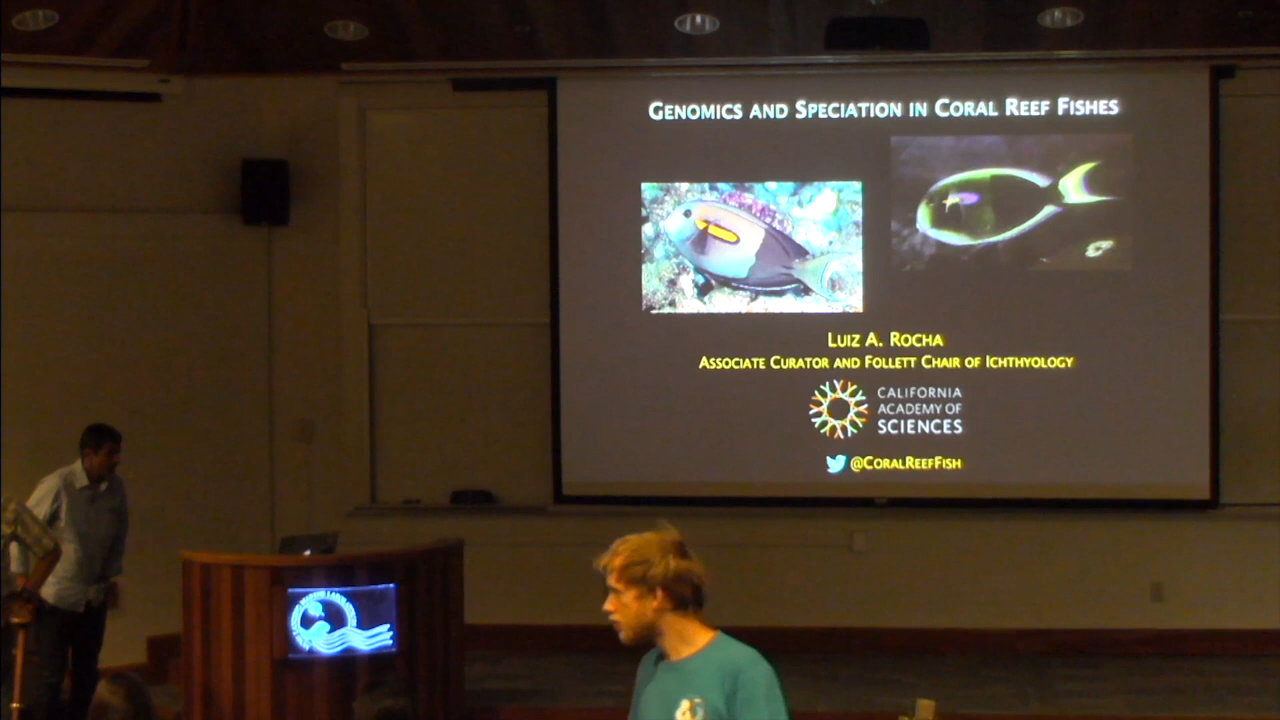 GENOMICS AND SPECIATION IN CORAL REEF FISHES
LUIZ A. ROCHA
ASSOCIATE CURATOR AND FOLLETT CHAIR OF ICHTHYOLOGY
CALIFORNIA
ACADEMY OF
SCIENCES
@CORALREEFFISH